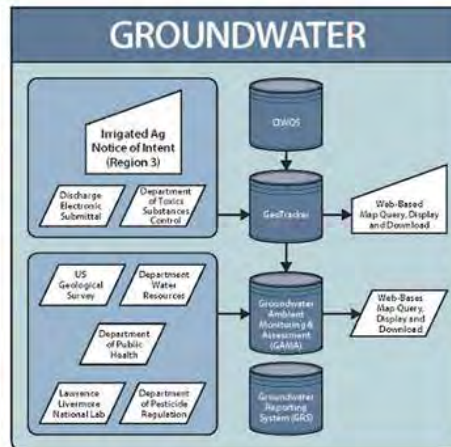 GROUNDWATER
Irrigated Ag
Notice of Intent
(Region 3)
Discharge
Electronic
Submittal
Department
of Toxics
Substances
Control
CIWQS
GeoTracker
Web-Based
Map Query, Display
and Download
US
Geological
Survey
Department
Water
Resources
Department
of Public
Health
Lawrence
Livermore
National Lab
Department
of Pesticide
Regulation
Groundwater
Ambient
Monitoring &
Assessment
(GAMA)
Web-Bases
Map Query,
Display and
Download
Groundwater
Reporting
System (GRS)